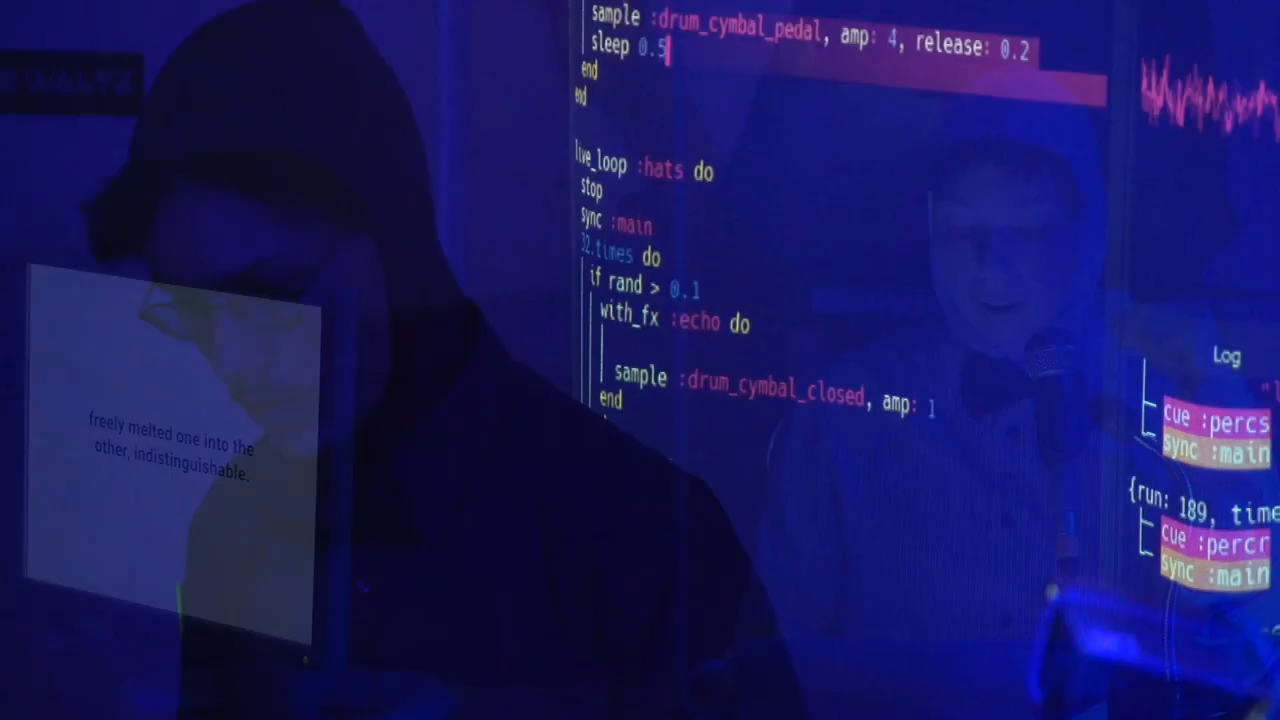 sample :drum_cymbal_pedal, amp: 4, release: 0.2
sleep 0.5
end
end
live_loop :hats do
stop
sync :main
32.times do
if rand > 0.1
with_fx :echo do
sample :drum_cymbal_closed, amp: 1
end
freely melted one into the
other, indistinguishable.
Log
cue :percs
sync :main
{run: 189, time
cue :percr
sync :main